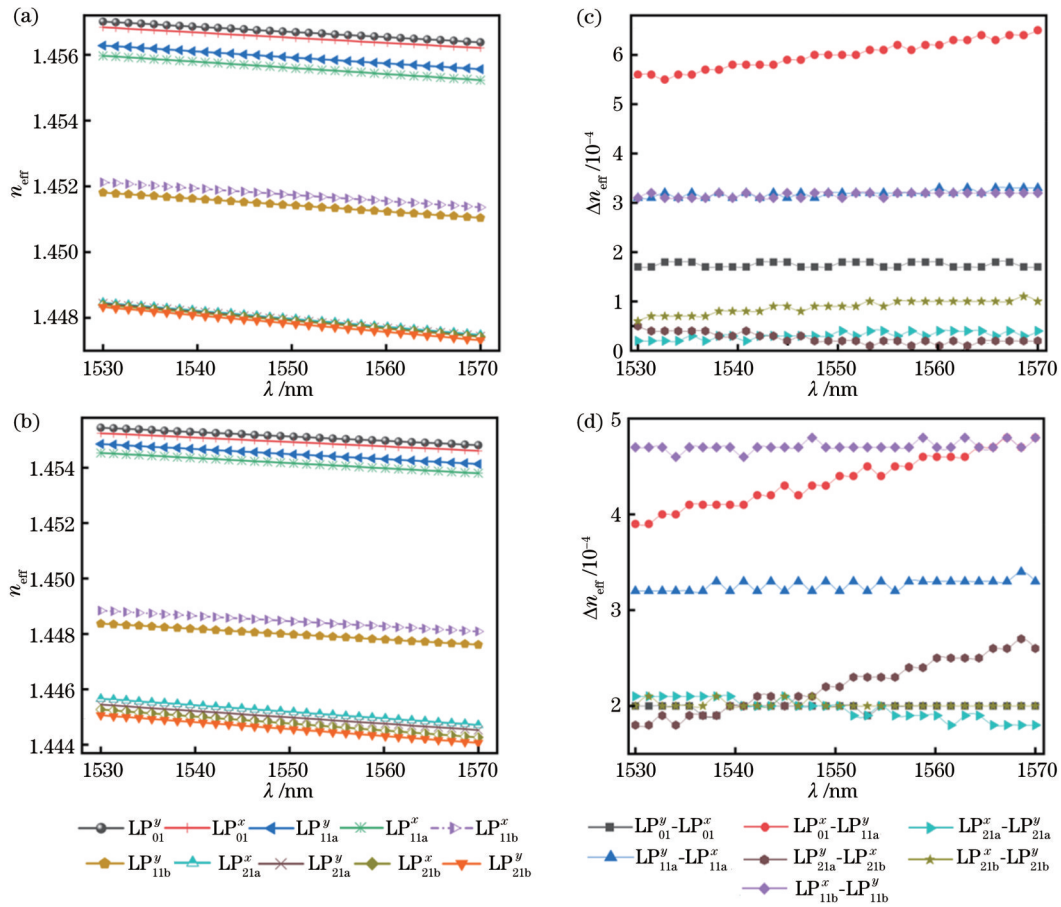 (a)
1.456
1.454
1.452
1.450
1.448
n_eff
1530 1540 1550 1560 1570
λ /nm
(c)
6
5
4
3
2
1
0
Δn_eff /10⁻⁴
1530 1540 1550 1560 1570
λ /nm
(b)
1.454
1.452
1.450
1.448
1.446
1.444
n_eff
1530 1540 1550 1560 1570
λ /nm
LP^y_01 LP^x_01 LP^y_11a LP^x_11a LP^x_11b
LP^y_11b LP^x_21a LP^y_21a LP^x_21b LP^y_21b
(d)
5
4
3
2
Δn_eff /10⁻⁴
1530 1540 1550 1560 1570
λ /nm
LP^y_01-LP^x_01 LP^x_01-LP^y_11a LP^x_21a-LP^y_21a
LP^y_11a-LP^x_11a LP^y_21a-LP^x_21b LP^x_21b-LP^y_21b
LP^x_11b-LP^y_11b